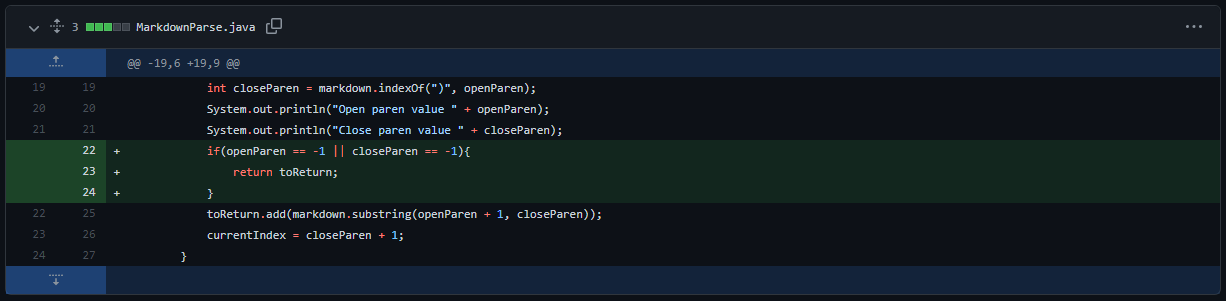 3 MarkdownParse.java
@@ -19,6 +19,9 @@
19 19 int closeParen = markdown.indexOf(")", openParen);
20 20 System.out.println("Open paren value " + openParen);
21 21 System.out.println("Close paren value " + closeParen);
22 + if(openParen == -1 || closeParen == -1){
23 + return toReturn;
24 + }
22 25 toReturn.add(markdown.substring(openParen + 1, closeParen));
23 26 currentIndex = closeParen + 1;
24 27 }